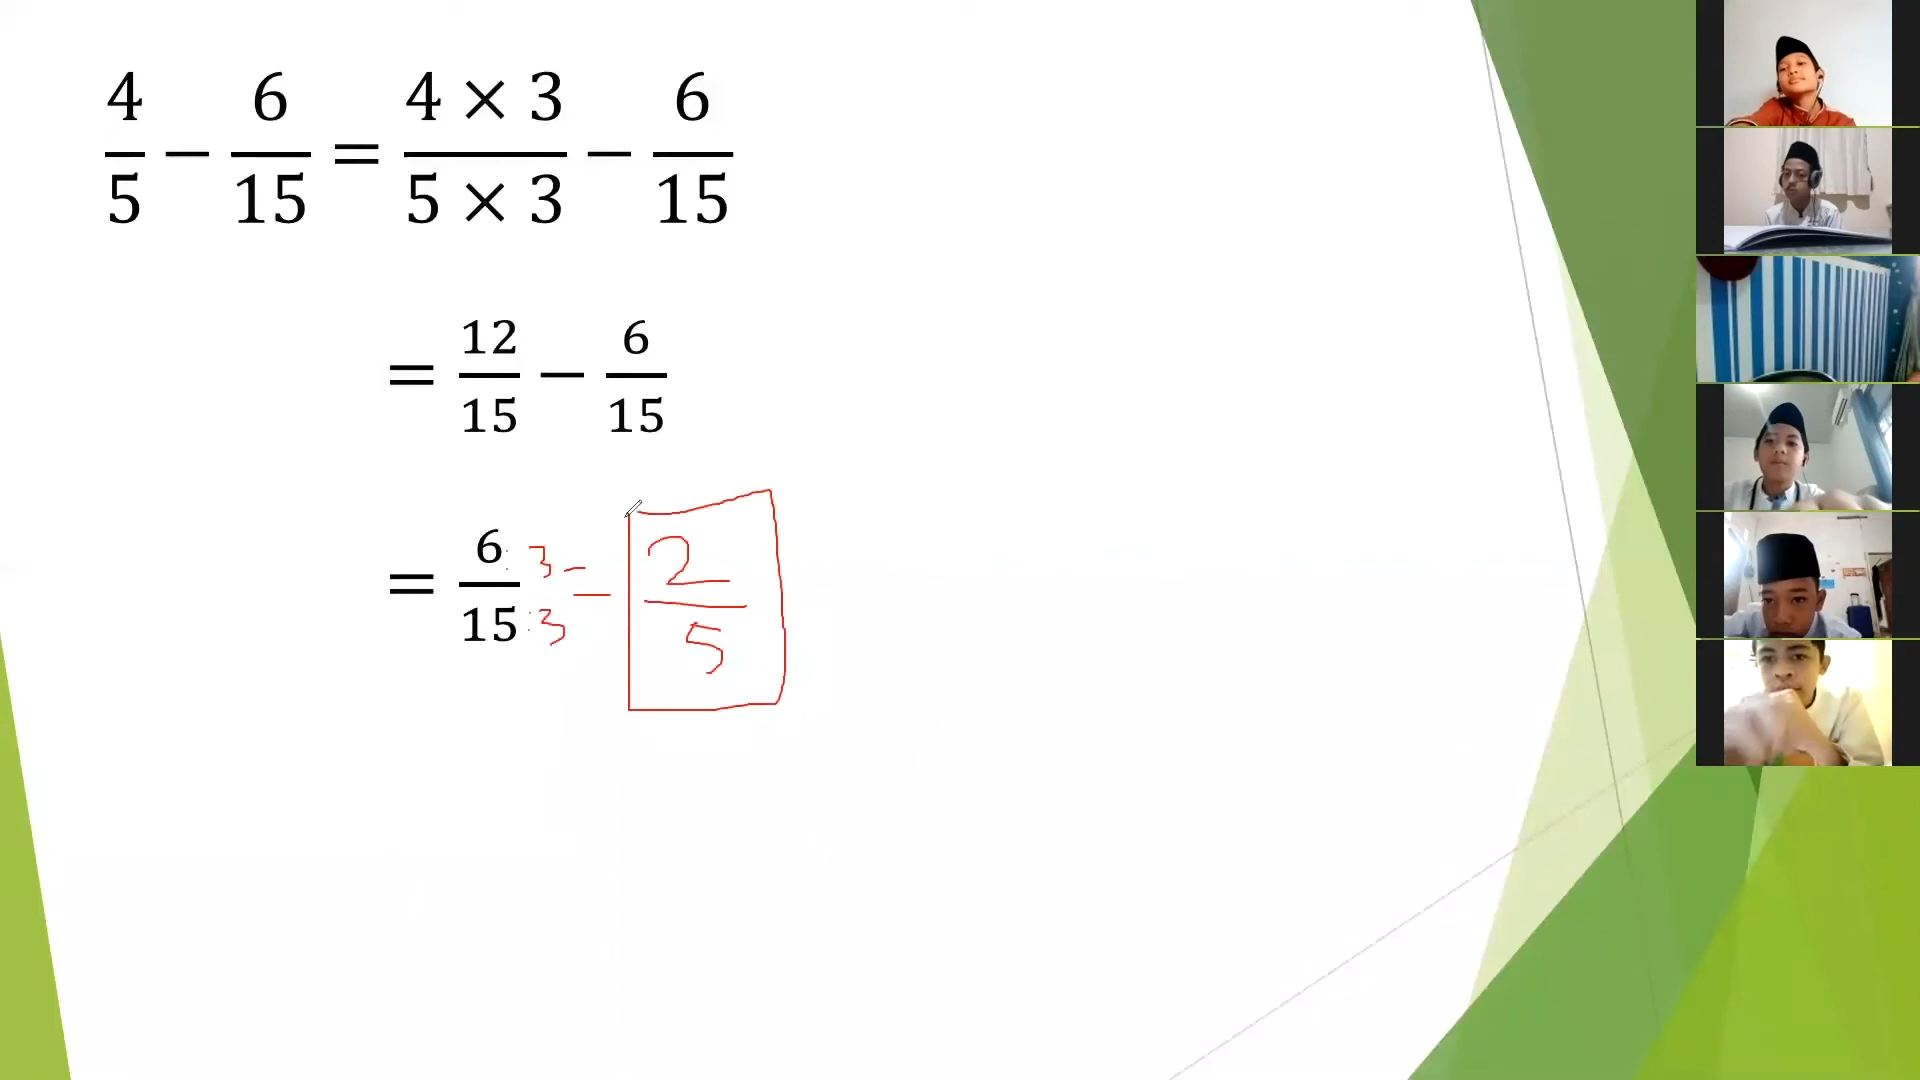 4/5 − 6/15 = (4 × 3)/(5 × 3) − 6/15
= 12/15 − 6/15
= 6/15 : 3/: 3 = 2/5